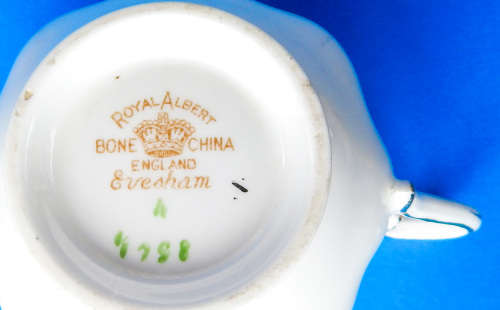 ROYAL ALBERT
BONE CHINA
ENGLAND
Evesham